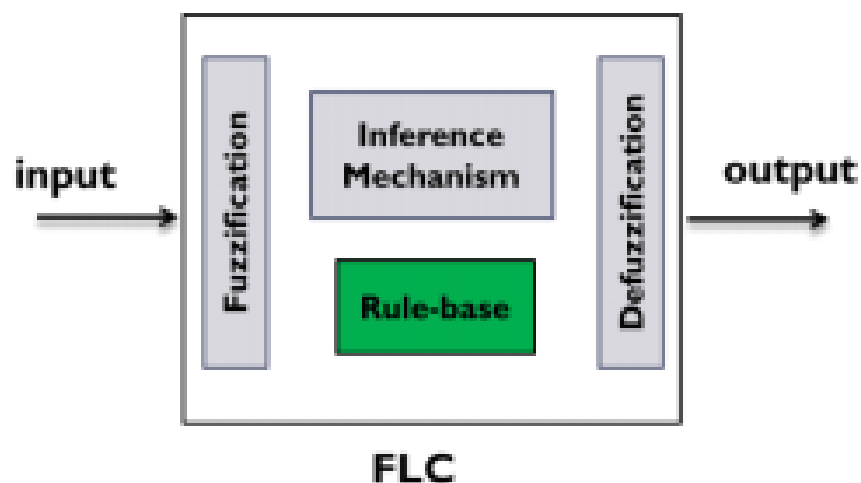 input
Fuzzification
Inference
Mechanism
Rule-base
Defuzzification
output
FLC